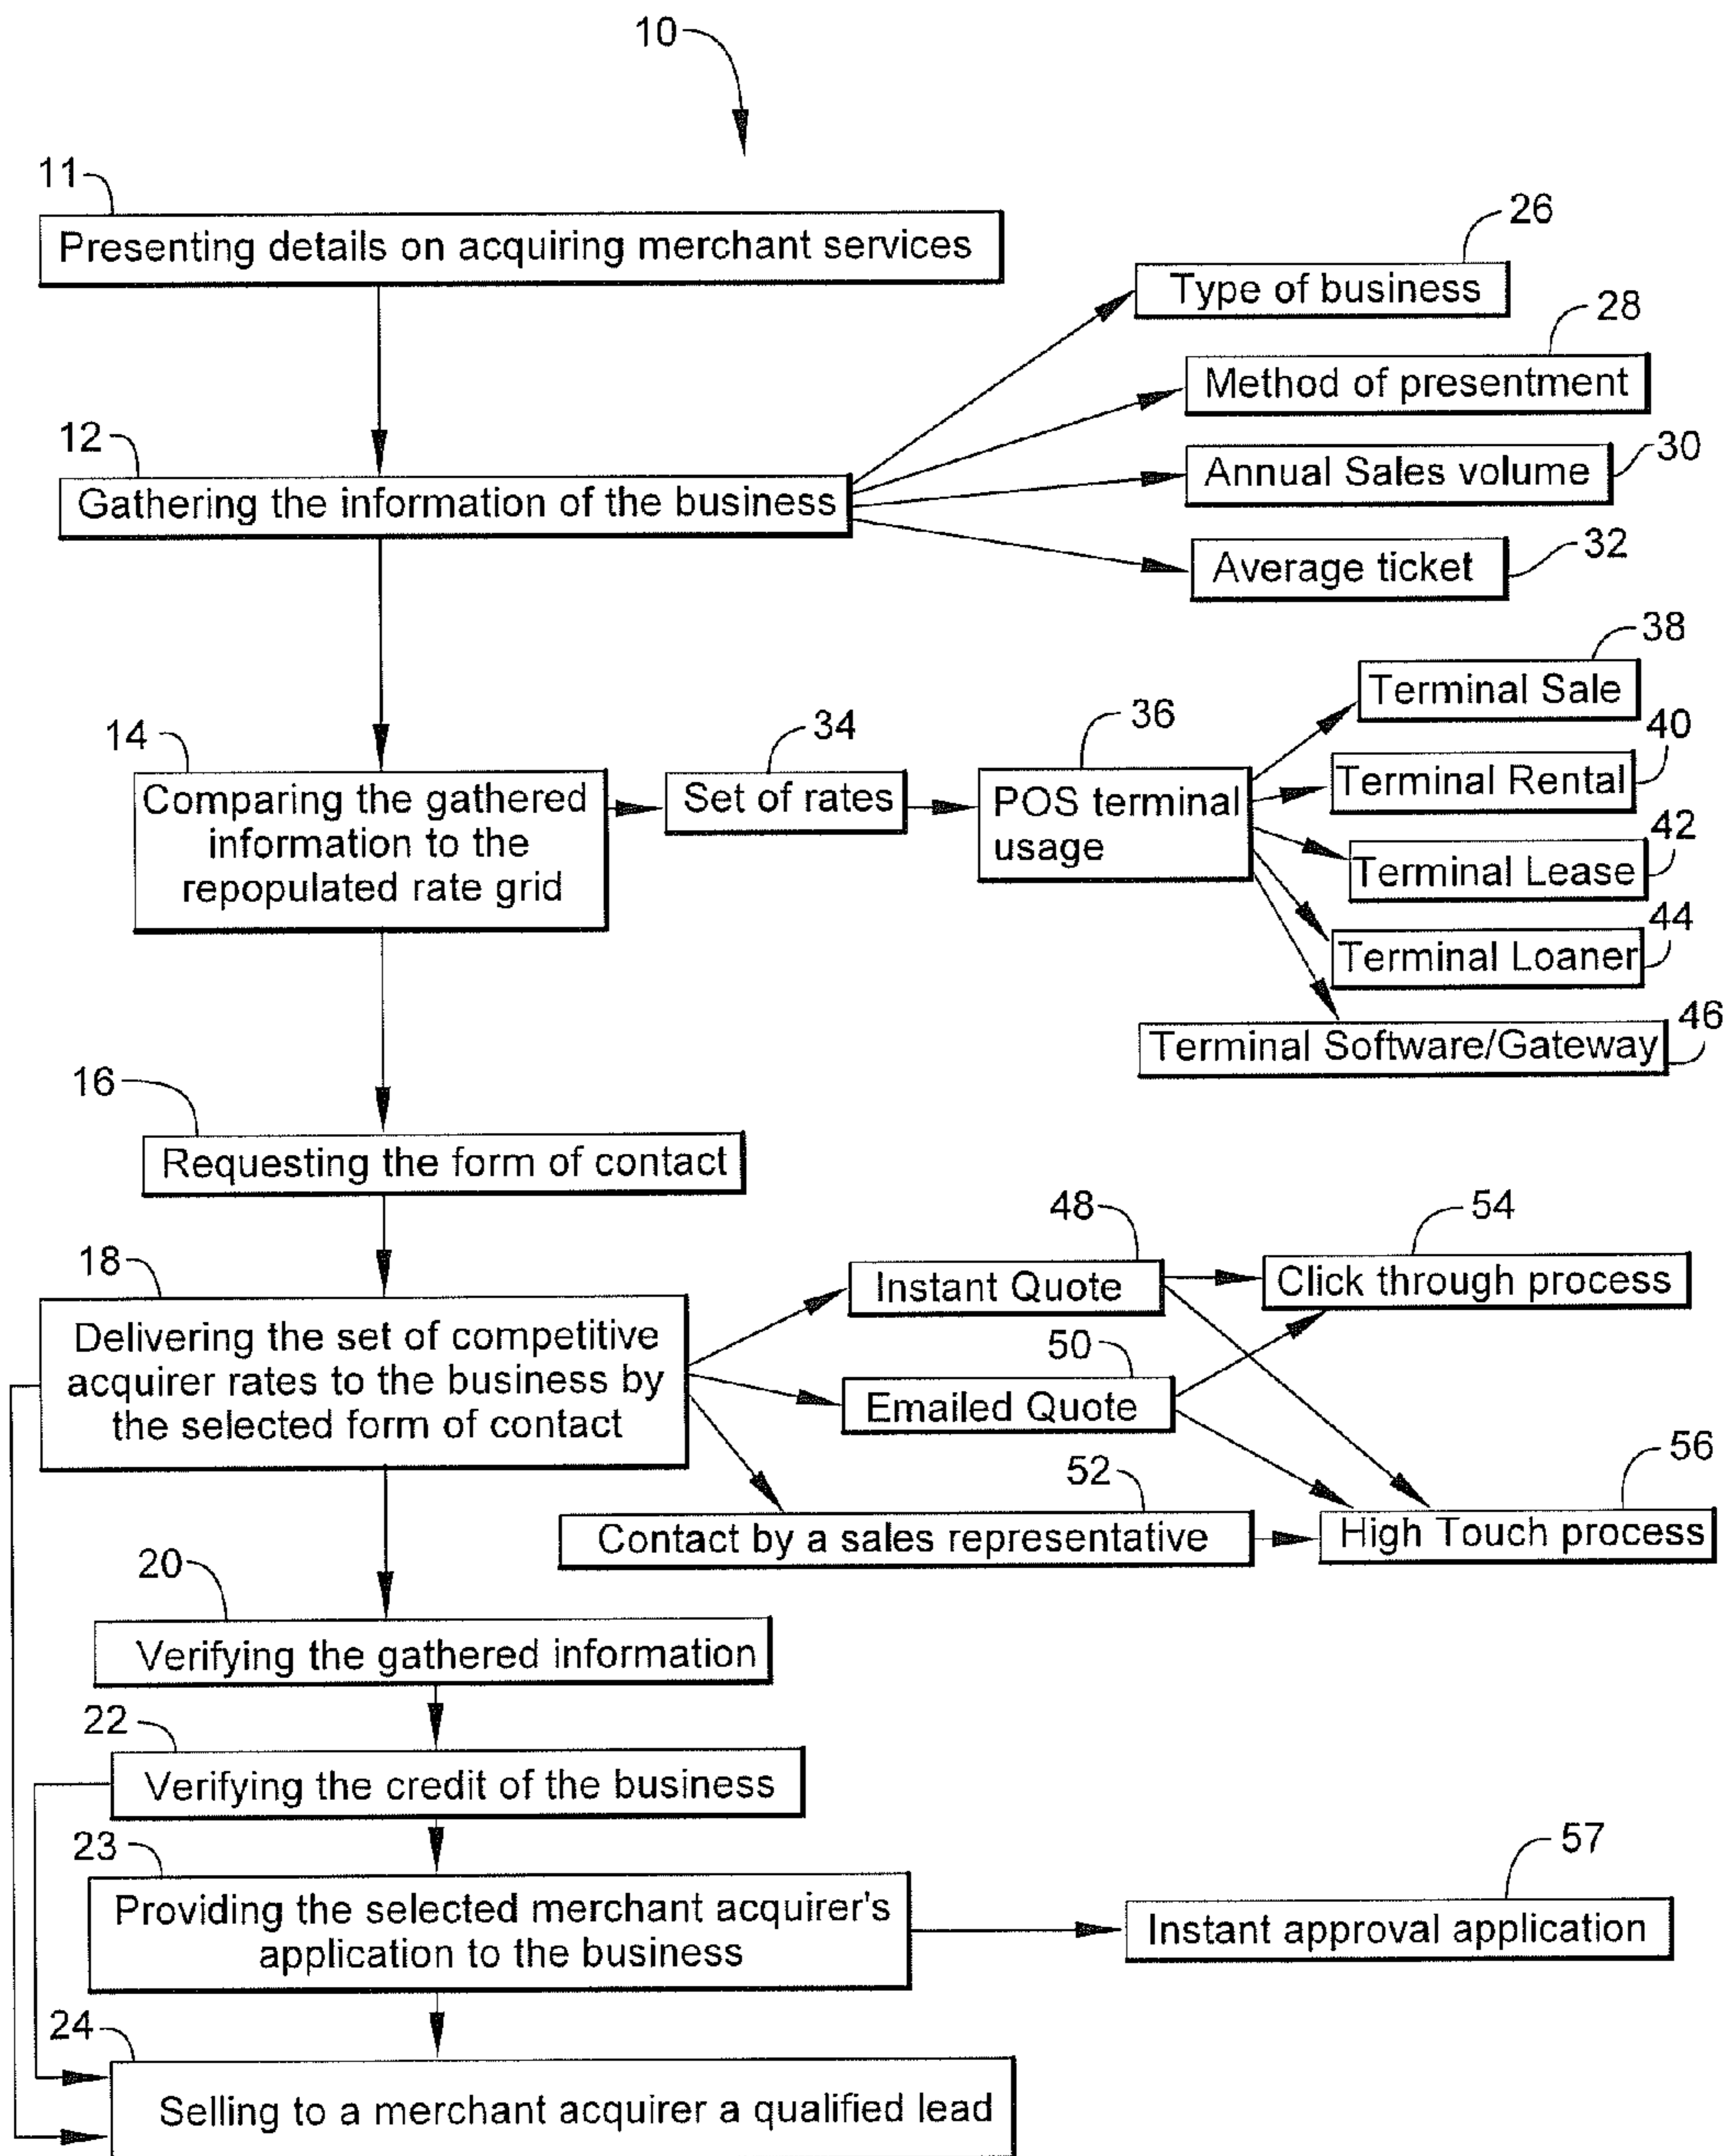 10
11
Presenting details on acquiring merchant services
26
Type of business
28
Method of presentment
12
Gathering the information of the business
Annual Sales volume
30
Average ticket
32
38
Terminal Sale
14
Comparing the gathered
information to the
repopulated rate grid
34
Set of rates
36
POS terminal
usage
40
Terminal Rental
42
Terminal Lease
44
Terminal Loaner
46
Terminal Software/Gateway
16
Requesting the form of contact
18
Delivering the set of competitive
acquirer rates to the business by
the selected form of contact
48
Instant Quote
54
Click through process
50
Emailed Quote
52
Contact by a sales representative
56
High Touch process
20
Verifying the gathered information
22
Verifying the credit of the business
23
Providing the selected merchant acquirer's
application to the business
57
Instant approval application
24
Selling to a merchant acquirer a qualified lead